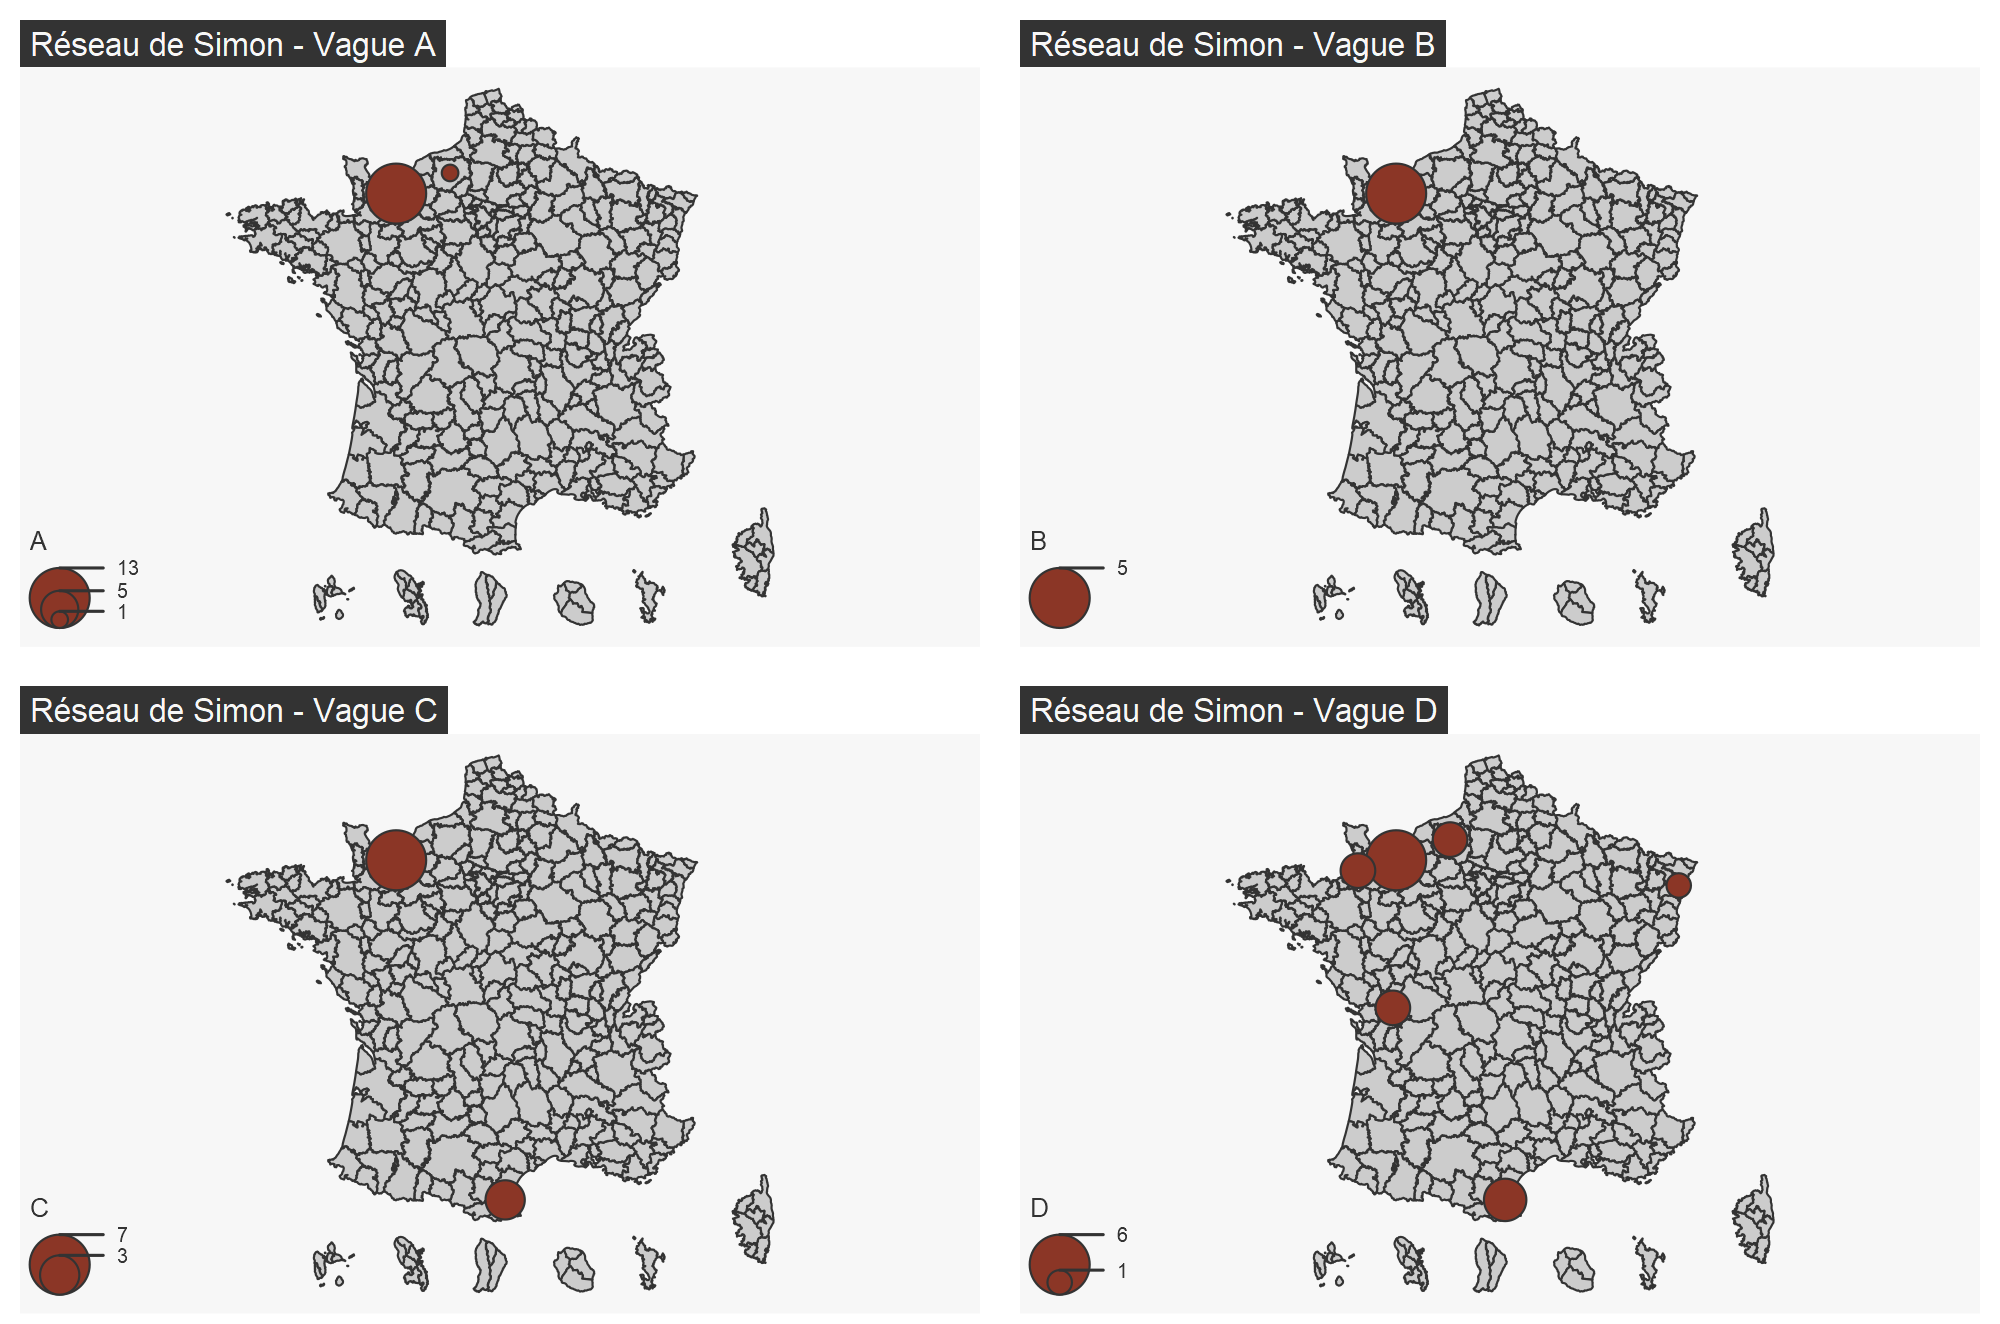 Réseau de Simon - Vague A
A
13
5
1
Réseau de Simon - Vague B
B
5
Réseau de Simon - Vague C
C
7
3
Réseau de Simon - Vague D
D
6
1